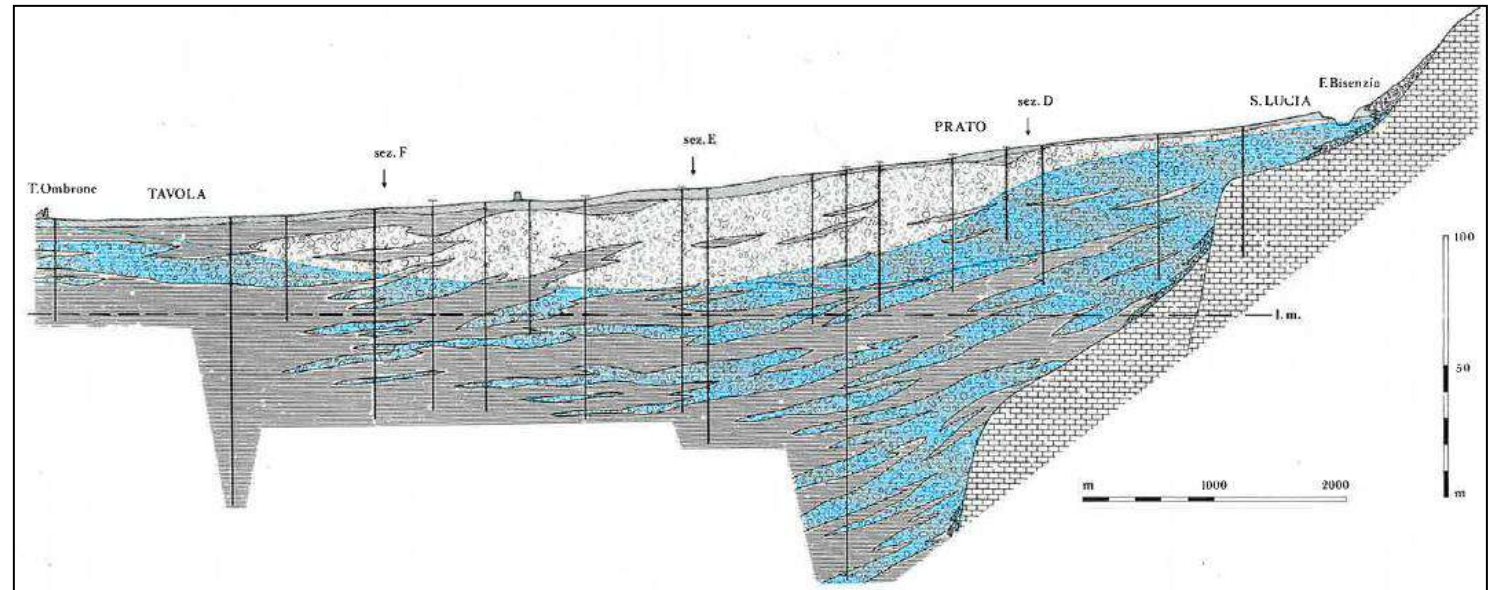 F. Bisenzio
S. LUCIA
sez. D
PRATO
sez. E
sez. F
T. Ombrone
TAVOLA
100
l. m.
50
m 1000 2000
m